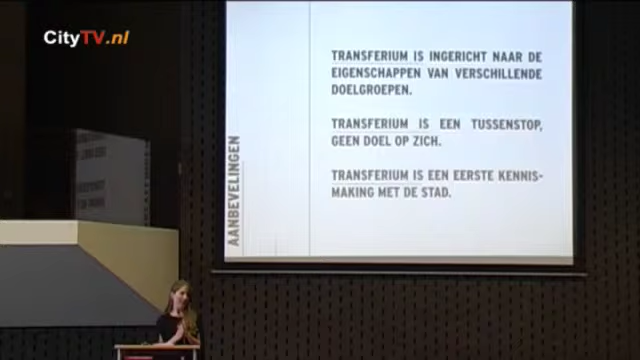 CityTV.nl
TRANSFERIUM IS INGERICHT NAAR DE
EIGENSCHAPPEN VAN VERSCHILLENDE
DOELGROEPEN.
TRANSFERIUM IS EEN TUSSENSTOP,
GEEN DOEL OP ZICH.
TRANSFERIUM IS EEN EERSTE KENNIS-
MAKING MET DE STAD.
AANBEVELINGEN